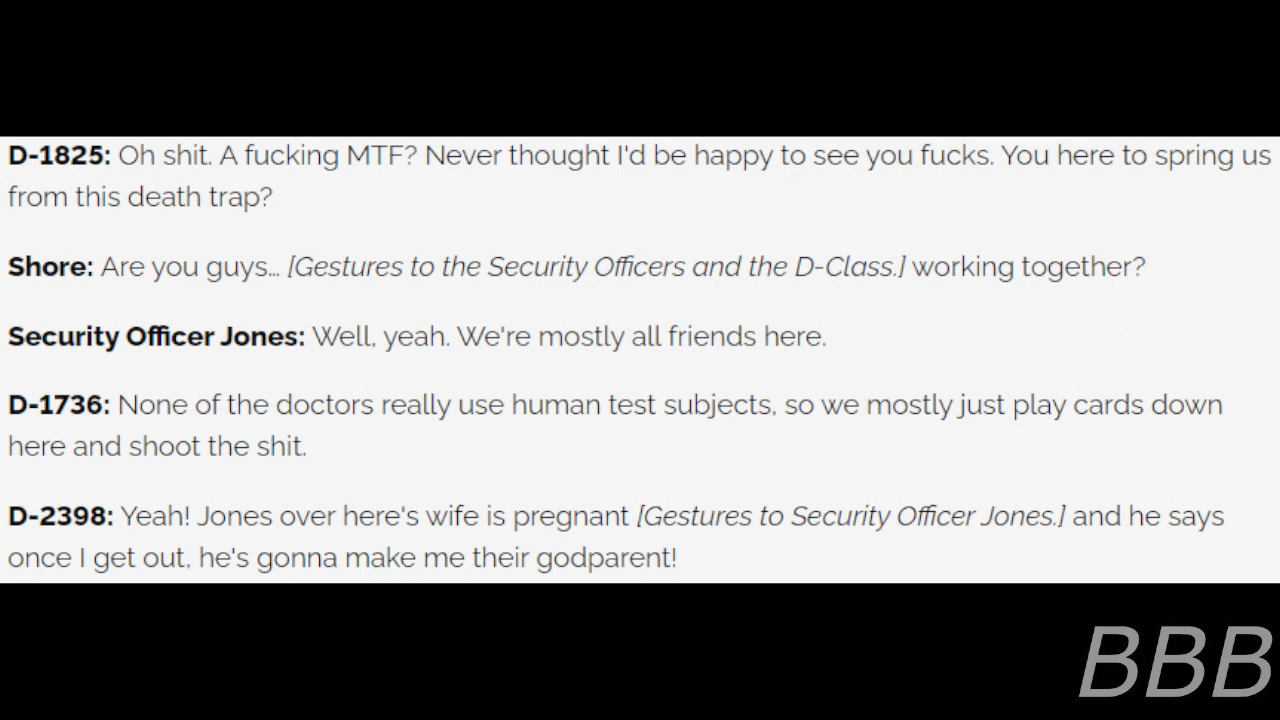 D-1825: Oh shit. A fucking MTF? Never thought I'd be happy to see you fucks. You here to spring us
from this death trap?
Shore: Are you guys… [Gestures to the Security Officers and the D-Class.] working together?
Security Officer Jones: Well, yeah. We're mostly all friends here.
D-1736: None of the doctors really use human test subjects, so we mostly just play cards down
here and shoot the shit.
D-2398: Yeah! Jones over here's wife is pregnant [Gestures to Security Officer Jones.] and he says
once I get out, he's gonna make me their godparent!
BBB